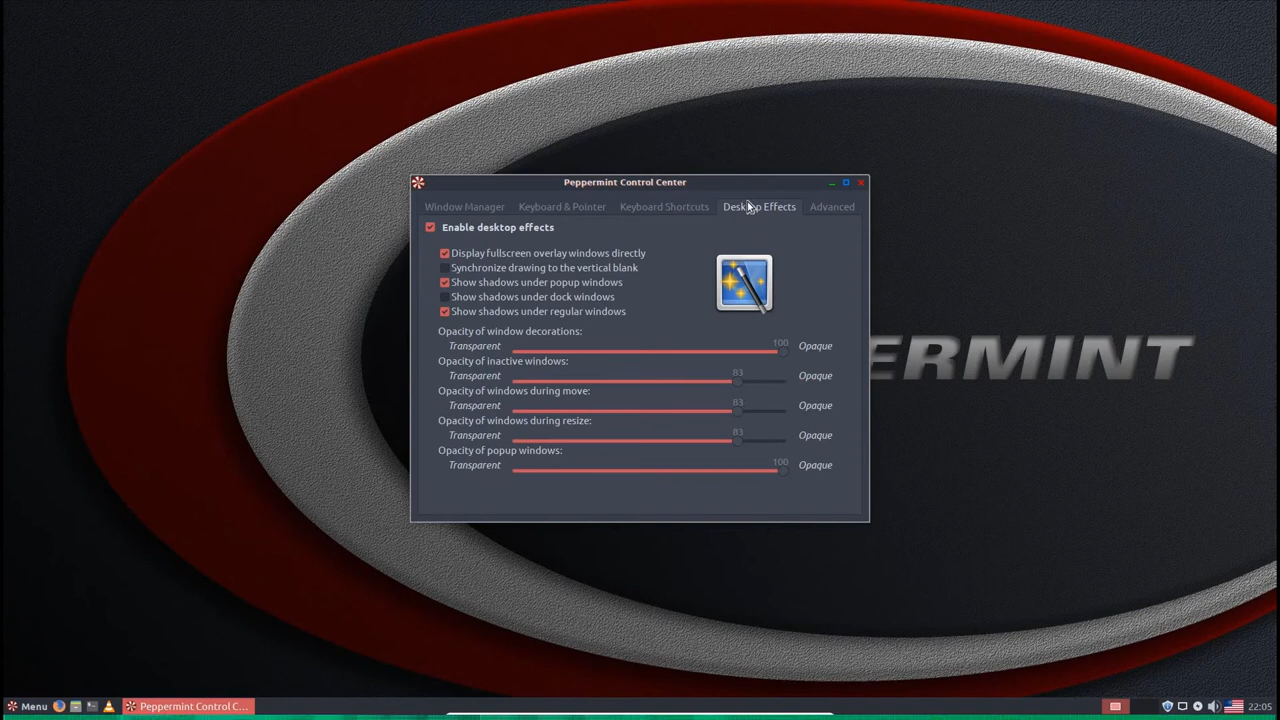 Peppermint Control Center
Window Manager Keyboard & Pointer Keyboard Shortcuts Desktop Effects Advanced
Enable desktop effects
Display fullscreen overlay windows directly
Synchronize drawing to the vertical blank
Show shadows under popup windows
Show shadows under dock windows
Show shadows under regular windows
Opacity of window decorations:
100
Transparent Opaque
Opacity of inactive windows:
83
Transparent Opaque
Opacity of windows during move:
83
Transparent Opaque
Opacity of windows during resize:
83
Transparent Opaque
Opacity of popup windows:
100
Transparent Opaque
ERMINT
Menu Peppermint Control C... 22:05